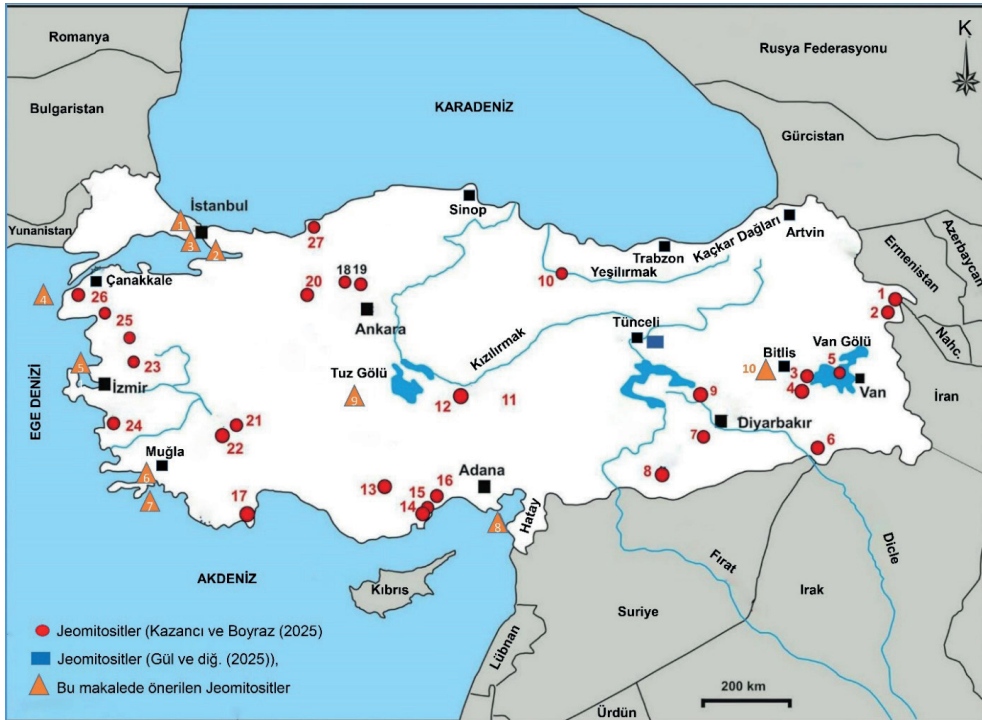 Romanya
Rusya Federasyonu
K
Bulgaristan
KARADENİZ
Gürcistan
Yunanistan
İstanbul
1
3
2
Sinop
27
Trabzon
Kaçkar Dağları
Artvin
Azerbaycan
Ermenistan
Nahc.
İran
Çanakkale
4
26
25
23
20
18 19
Ankara
10
Yeşilırmak
Kızılırmak
Tünceli
1
2
Bitlis
Van Gölü
10
3
5
4
Van
EGE DENİZİ
5
İzmir
Tuz Gölü
9
12
11
9
Diyarbakır
24
21
22
7
6
Muğla
6
7
17
13
Adana
16
15
14
8
8
Hatay
AKDENİZ
Kıbrıs
Fırat
Dicle
Irak
Suriye
Lübnan
Ürdün
Jeomitositler (Kazancı ve Boyraz (2025)
Jeomitositler (Gül ve diğ. (2025)),
Bu makalede önerilen Jeomitositler
200 km